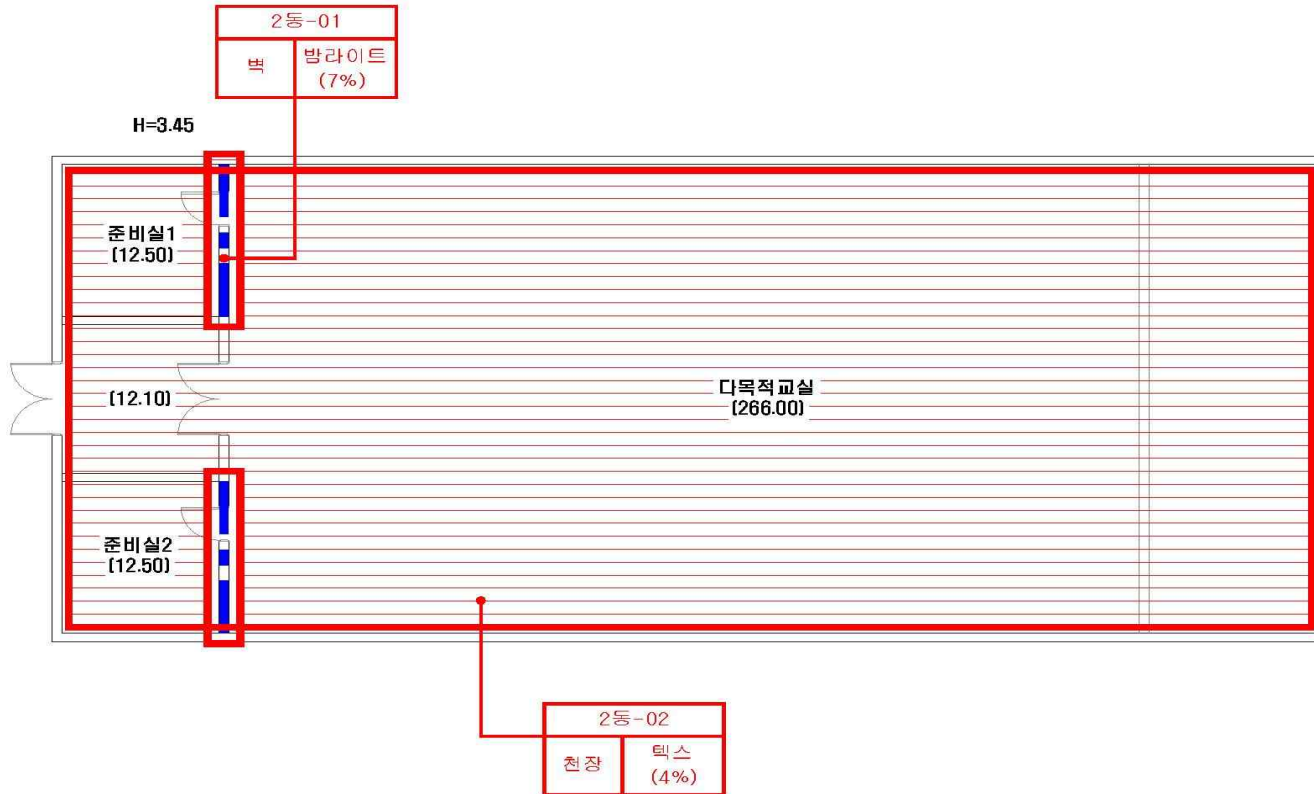 2동-01
벽
밤라이트
(7%)
H=3.45
준비실1
(12.50)
(12.10)
다목적교실
(266.00)
준비실2
(12.50)
2동-02
천장
텍스
(4%)